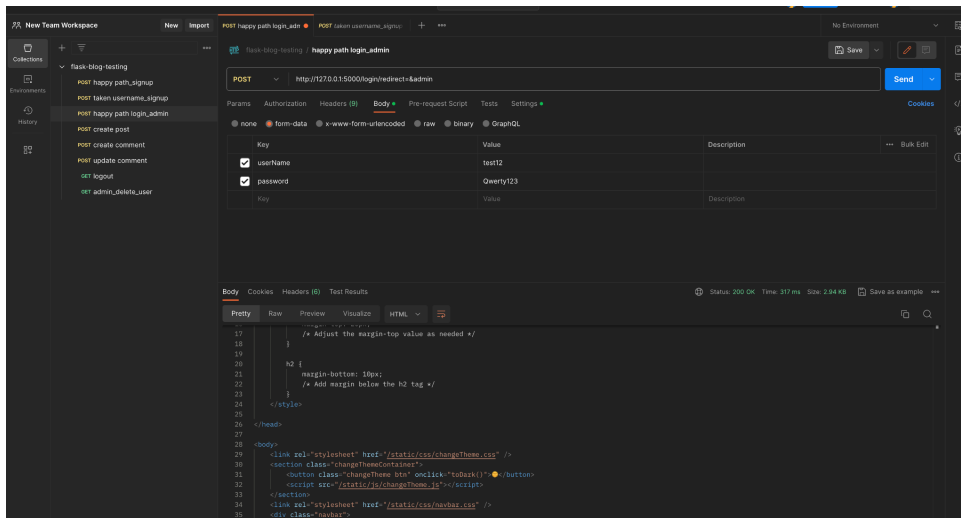 New Team Workspace New Import POST happy path login_adn POST taken username_signup No Environment
Collections
Environments
History
flask-blog-testing
POST happy path_signup
POST taken username_signup
POST happy path login_admin
POST create post
POST create comment
POST update comment
GET logout
GET admin_delete_user
flask-blog-testing / happy path login_admin Save
POST http://127.0.0.1:5000/login/redirect=&admin Send
Params Authorization Headers (9) Body Pre-request Script Tests Settings Cookies
none form-data x-www-form-urlencoded raw binary GraphQL
Key Value Description Bulk Edit
userName test12
password Qwerty123
Key Value Description
Body Cookies Headers (6) Test Results Status: 200 OK Time: 317 ms Size: 2.94 KB Save as example
Pretty Raw Preview Visualize HTML
17 /* Adjust the margin-top value as needed */
18 }
19
20 h2 {
21 margin-bottom: 10px;
22 /* Add margin below the h2 tag */
23 }
24 </style>
25
26 </head>
27
28 <body>
29 <link rel="stylesheet" href="/static/css/changeTheme.css" />
30 <section class="changeThemeContainer">
31 <button class="changeTheme btn" onclick="toDark()">🌞</button>
32 <script src="/static/js/changeTheme.js"></script>
33 </section>
34 <link rel="stylesheet" href="/static/css/navbar.css" />
35 <div class="navbar">